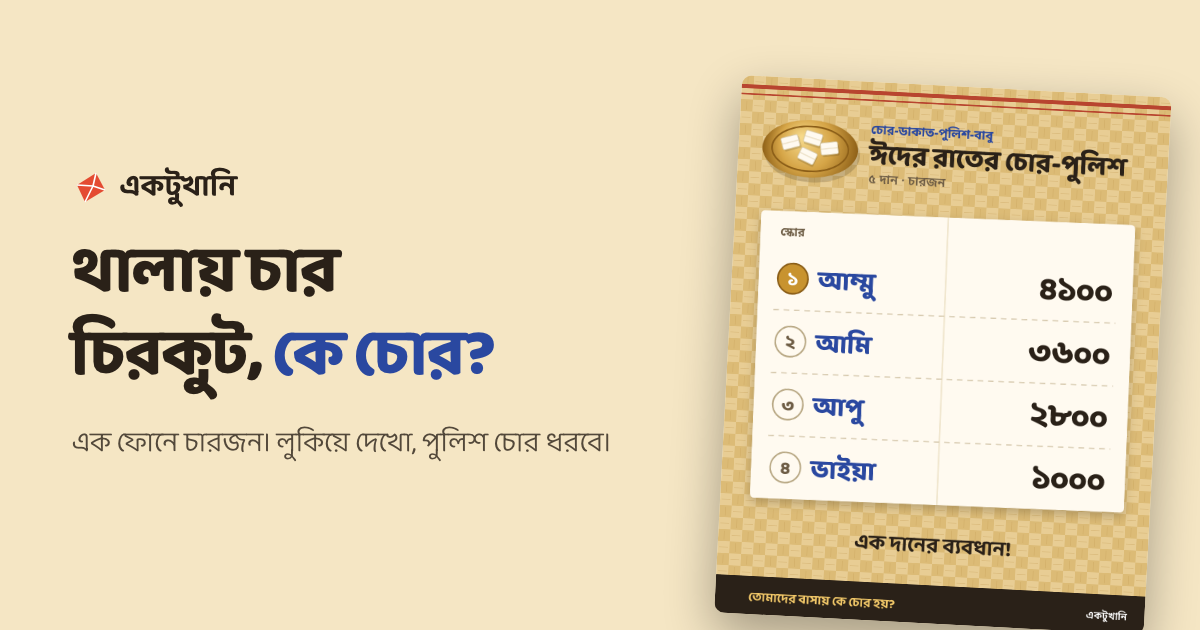 একটুখানি
থালায় চার
চিরকুট, কে চোর?
এক ফোনে চারজন। লুকিয়ে দেখো, পুলিশ চোর ধরবে।
চোর-ডাকাত-পুলিশ-বাবু
ঈদের রাতের চোর-পুলিশ
৫ দান · চারজন
স্কোর
১ আম্মু ৪১০০
২ আমি ৩৬০০
৩ আপু ২৮০০
৪ ভাইয়া ১০০০
এক দানের ব্যবধান!
তোমাদের বাসায় কে চোর হয়?
একটুখানি